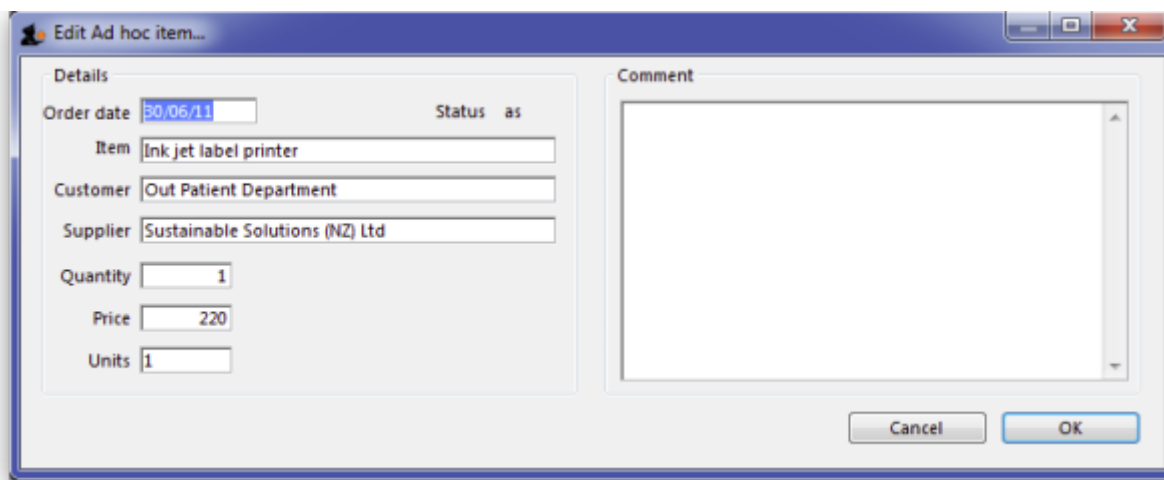 Edit Ad hoc item...
Details
Order date 30/06/11 Status as
Item Ink jet label printer
Customer Out Patient Department
Supplier Sustainable Solutions (NZ) Ltd
Quantity 1
Price 220
Units 1
Comment
Cancel OK